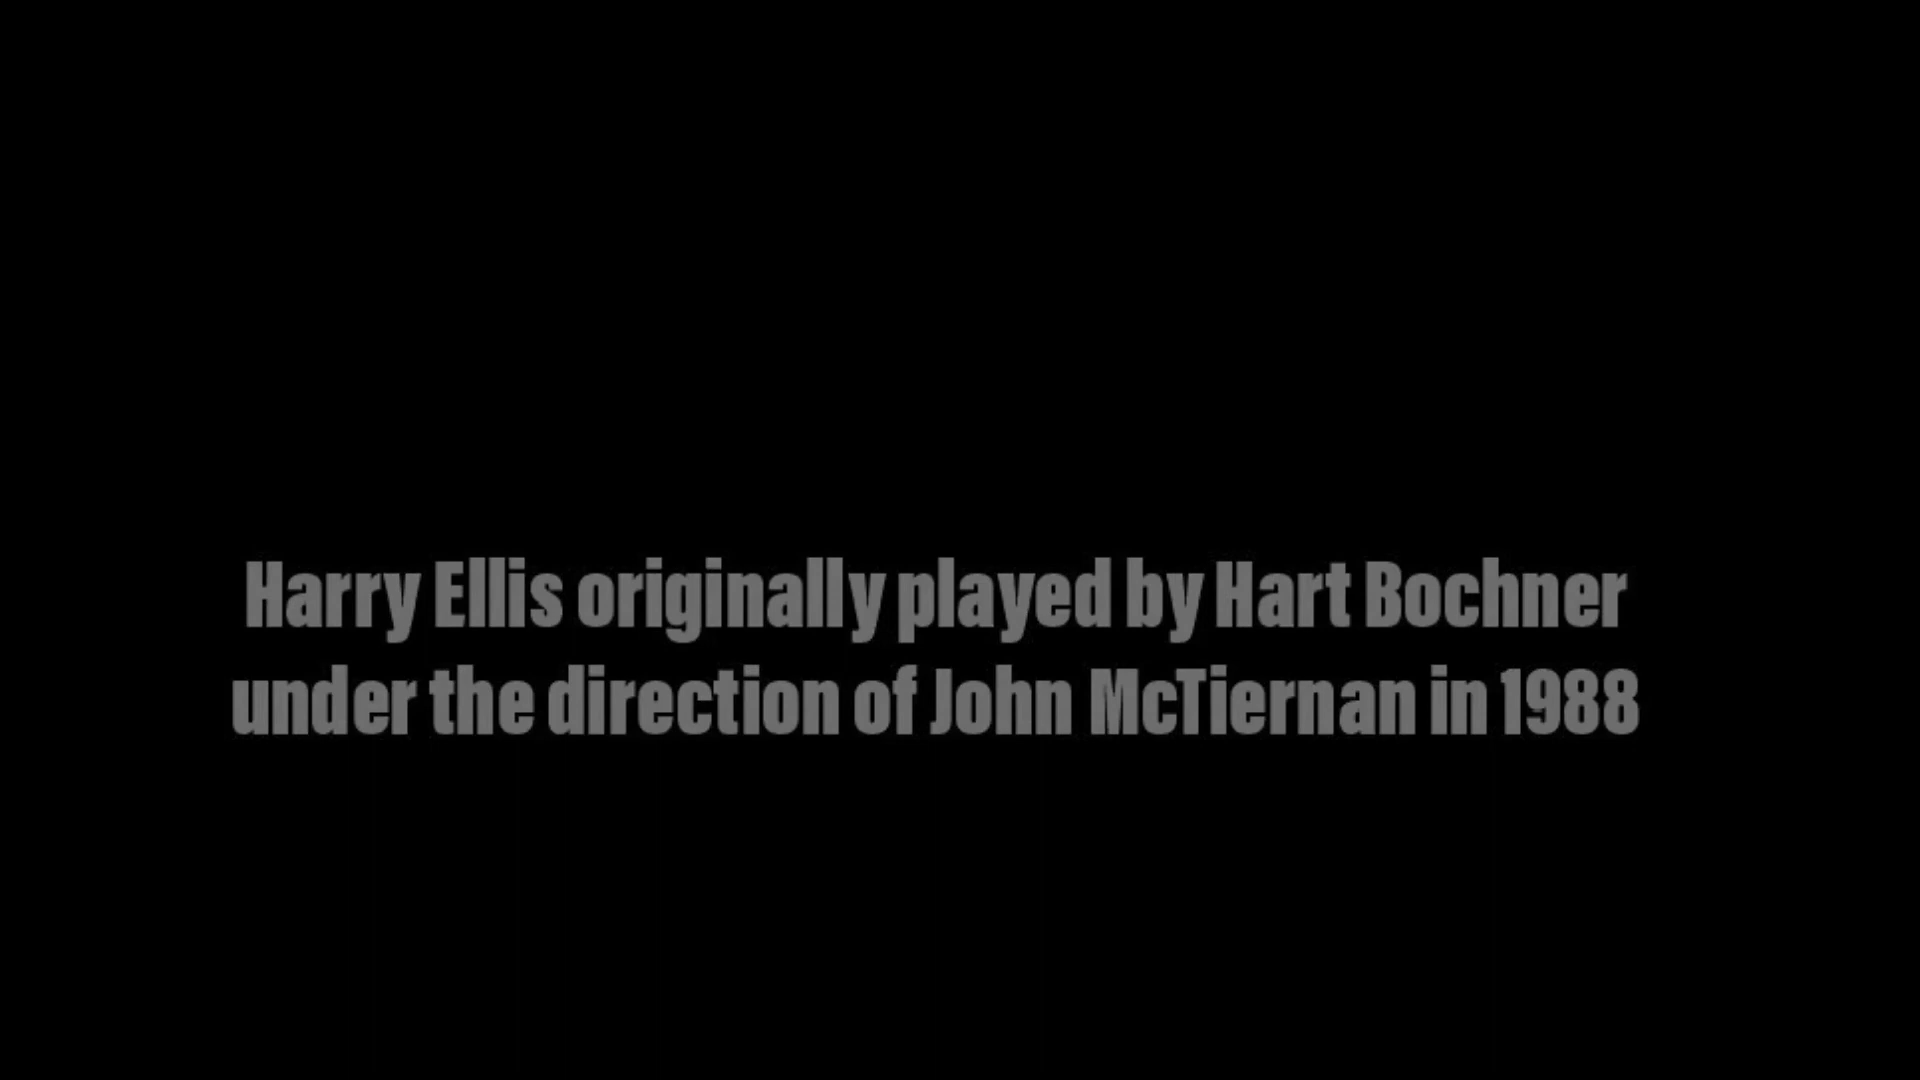 Harry Ellis originally played by Hart Bochner
under the direction of John McTiernan in 1988